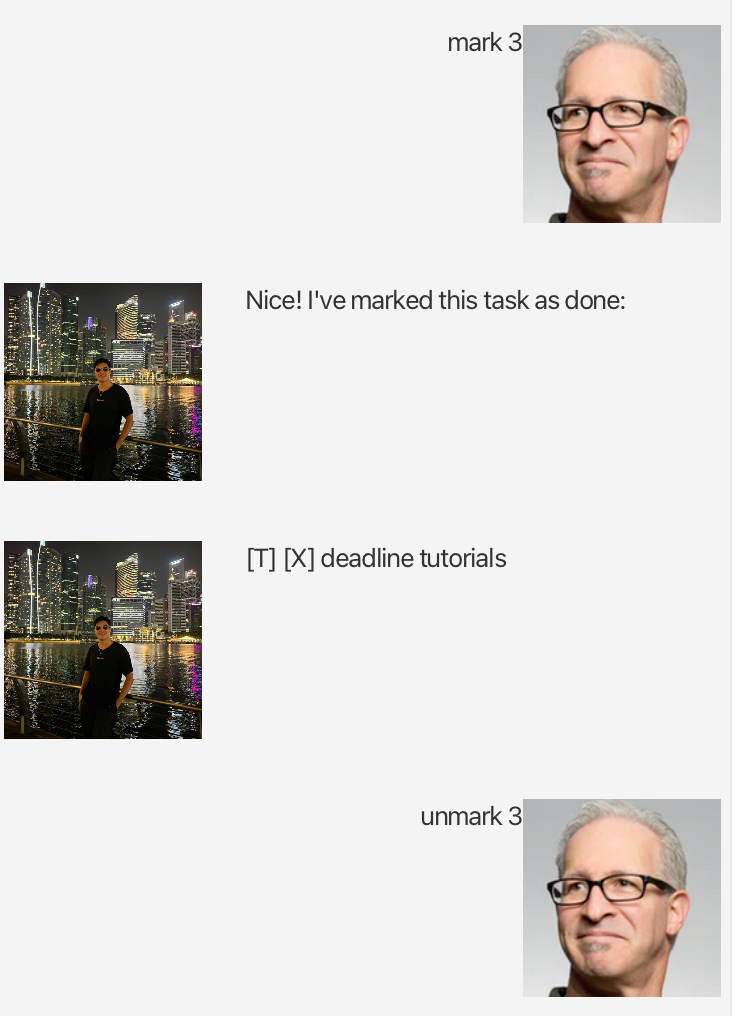 mark 3
Nice! I've marked this task as done:
[T] [X] deadline tutorials
unmark 3